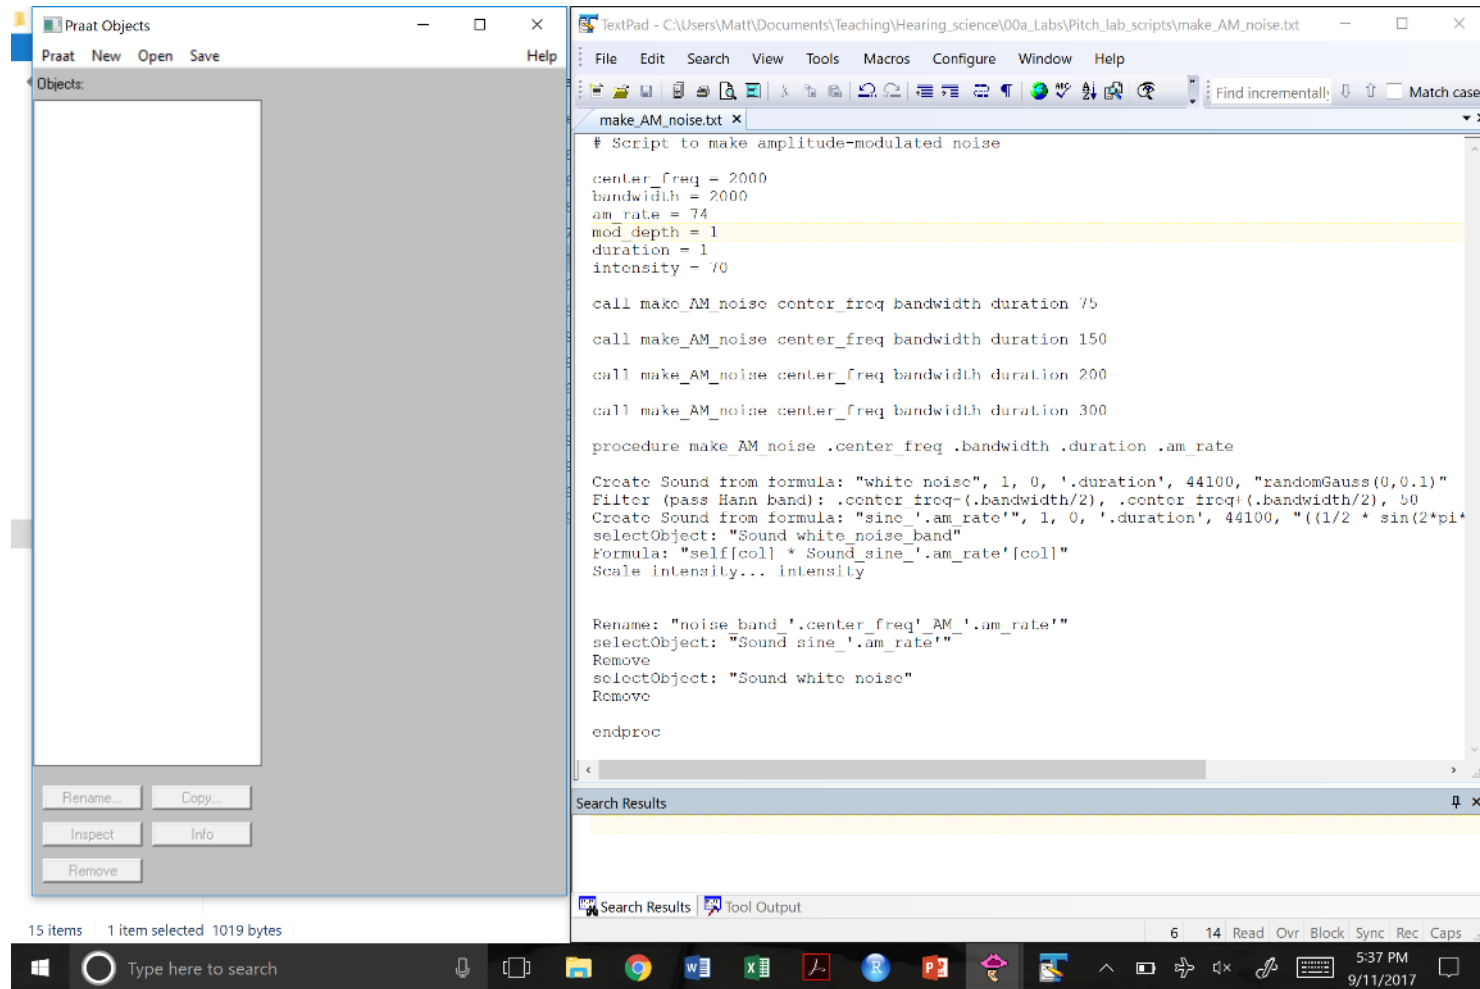 Praat Objects
Praat New Open Save Help
Objects:
Rename... Copy...
Inspect Info
Remove
15 items 1 item selected 1019 bytes
TextPad - C:\Users\Matt\Documents\Teaching\Hearing_science\00a_Labs\Pitch_lab_scripts\make_AM_noise.txt
File Edit Search View Tools Macros Configure Window Help
Find incrementally Match case
make_AM_noise.txt
# Script to make amplitude-modulated noise
center_freq = 2000
bandwidth = 2000
am_rate = 74
mod_depth = 1
duration = 1
intensity = 70
call make_AM_noise center_freq bandwidth duration 75
call make_AM_noise center_freq bandwidth duration 150
call make_AM_noise center_freq bandwidth duration 200
call make_AM_noise center_freq bandwidth duration 300
procedure make_AM_noise .center_freq .bandwidth .duration .am_rate
Create Sound from formula: "white_noise", 1, 0, '.duration', 44100, "randomGauss(0,0.1)"
Filter (pass Hann band): .center_freq-(.bandwidth/2), .center_freq+(.bandwidth/2), 50
Create Sound from formula: "sine_'.am_rate'", 1, 0, '.duration', 44100, "((1/2 * sin(2*pi*
selectObject: "Sound white_noise_band"
Formula: "self[col] * Sound_sine_'.am_rate'[col]"
Scale intensity... intensity
Rename: "noise_band_'.center_freq'_AM_'.am_rate'"
selectObject: "Sound sine_'.am_rate'"
Remove
selectObject: "Sound white_noise"
Remove
endproc
Search Results
Search Results Tool Output
6 14 Read Ovr Block Sync Rec Caps
Type here to search
5:37 PM
9/11/2017